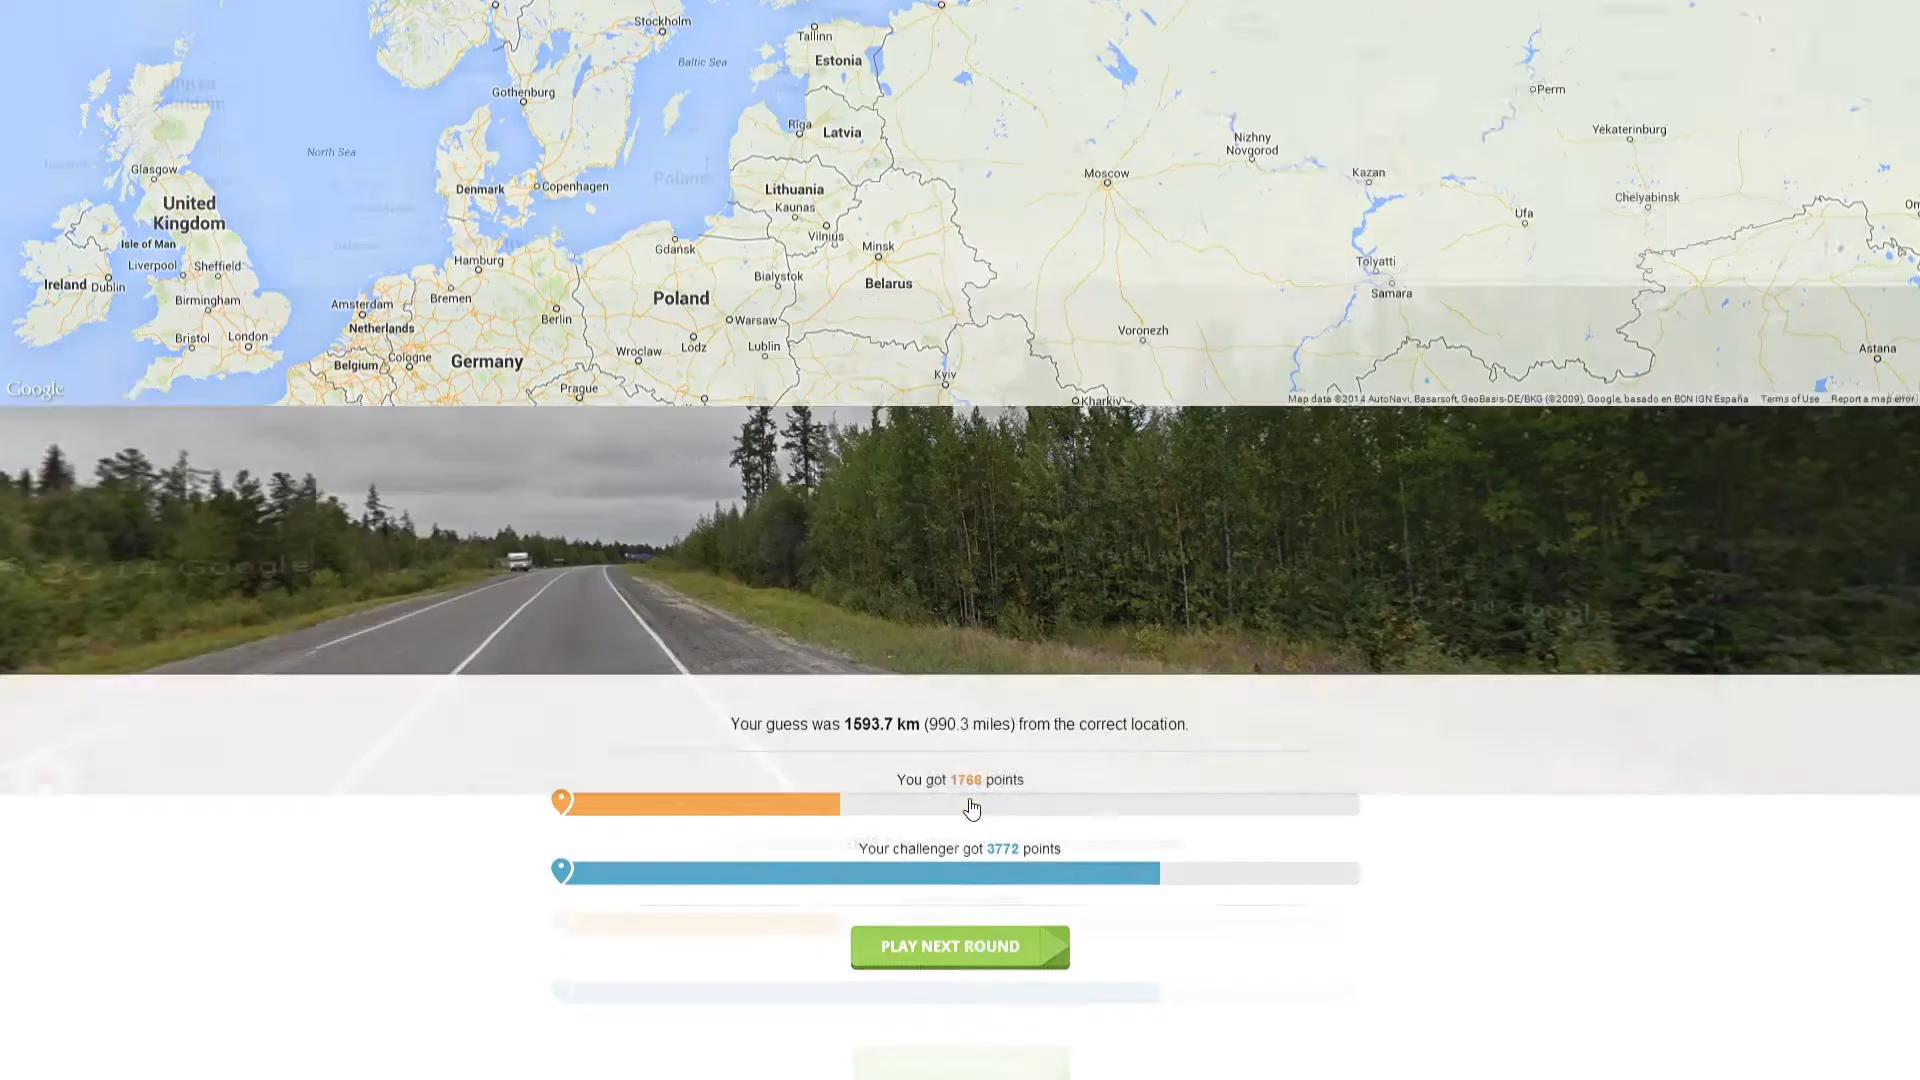 Stockholm
Tallinn
Estonia
Baltic Sea
Gothenburg
Perm
Rīga
Latvia
Yekaterinburg
Nizhny
Novgorod
North Sea
Glasgow
Moscow
Kazan
Denmark
Copenhagen
Lithuania
Chelyabinsk
United
Kingdom
Kaunas
Ufa
Isle of Man
Vilnius
Minsk
Gdańsk
Liverpool
Sheffield
Hamburg
Tolyatti
Ireland
Dublin
Bialystok
Belarus
Samara
Birmingham
Amsterdam
Bremen
Poland
Berlin
Warsaw
Netherlands
Voronezh
Bristol
London
Wroclaw
Lodz
Lublin
Astana
Belgium
Cologne
Germany
Kyiv
Prague
Google
Kharkiv
Map data ©2014 AutoNavi, Basarsoft, GeoBasis-DE/BKG (©2009), Google, basado en BCN IGN España
Terms of Use
Report a map error
Your guess was 1593.7 km (990.3 miles) from the correct location.
You got 1768 points
Your challenger got 3772 points
PLAY NEXT ROUND